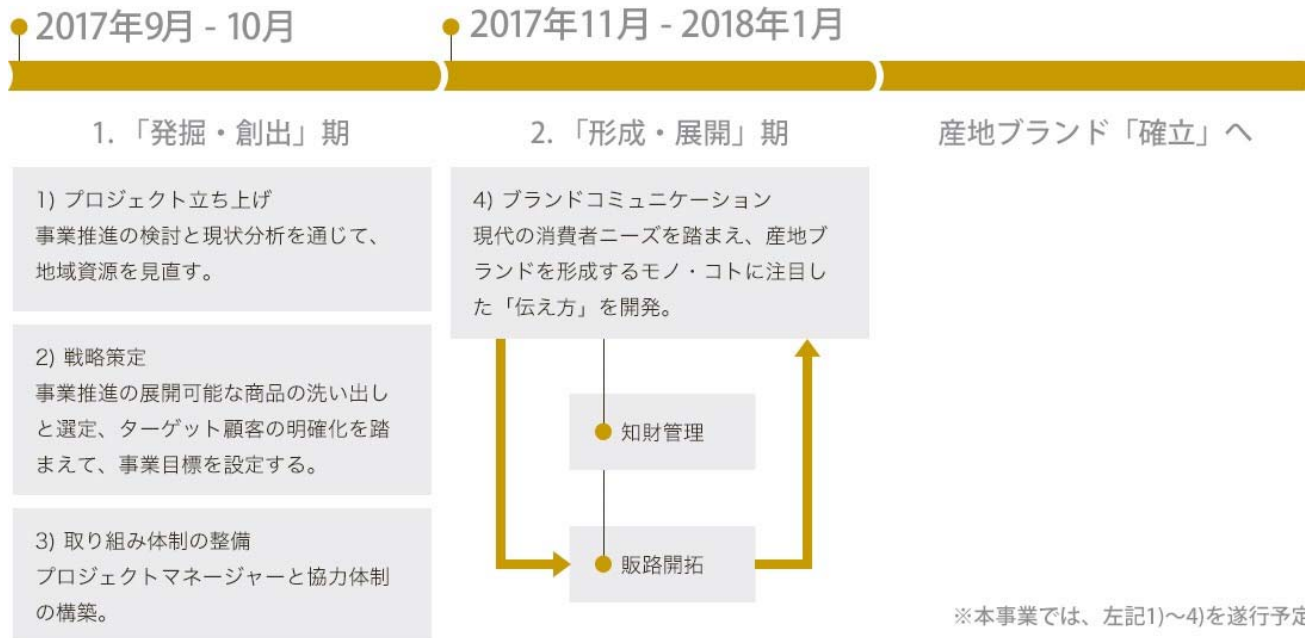 2017年9月 - 10月
2017年11月 - 2018年1月
1. 「発掘・創出」期
2. 「形成・展開」期
産地ブランド「確立」へ
1) プロジェクト立ち上げ
事業推進の検討と現状分析を通じて、
地域資源を見直す。
2) 戦略策定
事業推進の展開可能な商品の洗い出し
と選定、ターゲット顧客の明確化を踏
まえて、事業目標を設定する。
3) 取り組み体制の整備
プロジェクトマネージャーと協力体制
の構築。
4) ブランドコミュニケーション
現代の消費者ニーズを踏まえ、産地ブ
ランドを形成するモノ・コトに注目し
た「伝え方」を開発。
知財管理
販路開拓
※本事業では、左記1)～4)を遂行予定